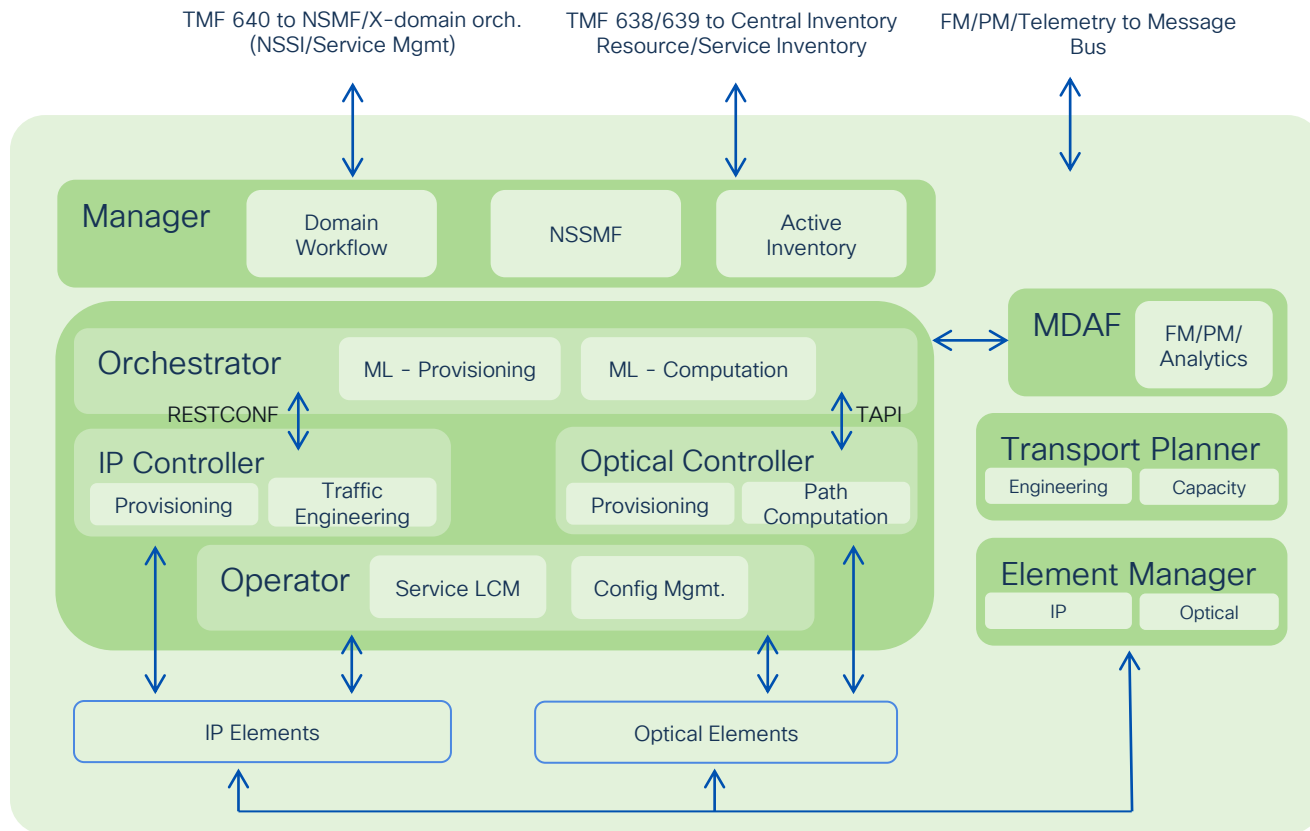 TMF 640 to NSMF/X-domain orch.
(NSSI/Service Mgmt)
TMF 638/639 to Central Inventory
Resource/Service Inventory
FM/PM/Telemetry to Message
Bus
Manager
Domain
Workflow
NSSMF
Active
Inventory
MDAF
FM/PM/
Analytics
Orchestrator
ML - Provisioning
ML - Computation
RESTCONF
TAPI
IP Controller
Provisioning
Traffic
Engineering
Optical Controller
Provisioning
Path
Computation
Transport Planner
Engineering
Capacity
Operator
Service LCM
Config Mgmt.
Element Manager
IP
Optical
IP Elements
Optical Elements